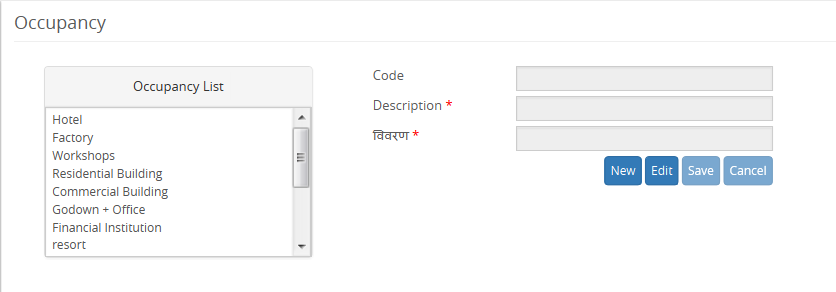 Occupancy
Occupancy List
Hotel
Factory
Workshops
Residential Building
Commercial Building
Godown + Office
Financial Institution
resort
Code
Description *
विवरण *
New Edit Save Cancel